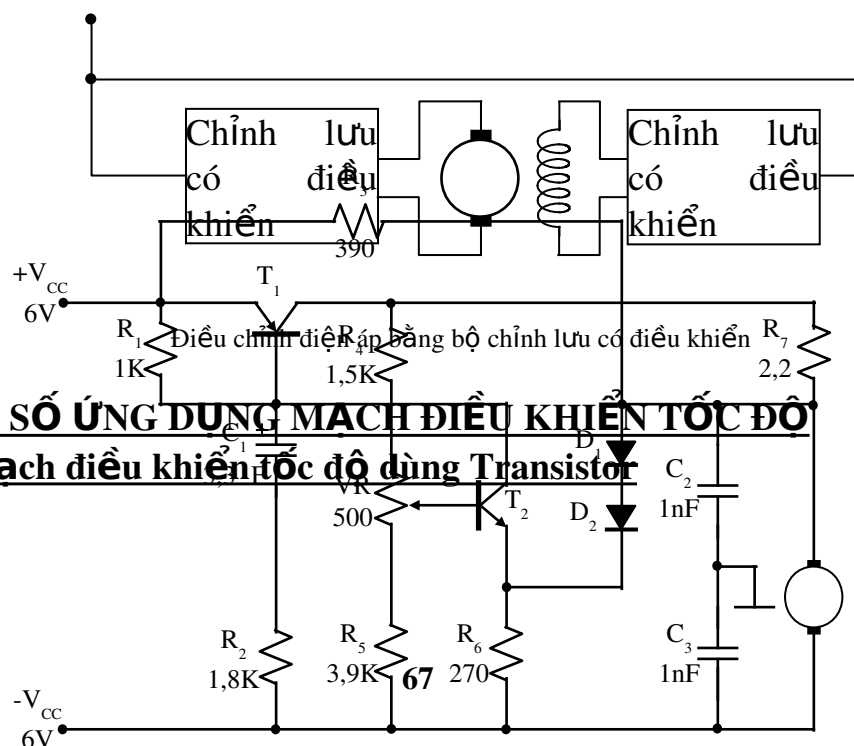 Chỉnh lưu
có điều
khiển
Chỉnh lưu
có điều
khiển
R3
390
+VCC
6V
T1
R1
1K
Điều chỉnh điện áp bằng bộ chỉnh lưu có điều khiển
R4
1,5K
R7
2,2
SỐ ỨNG DỤNG MẠCH ĐIỀU KHIỂN TỐC ĐỘ
ạch điều khiển tốc độ dùng Transistor
C1 +
D1
VR
500
T2
D2
C2
1nF
R2
1,8K
R5
3,9K
67
R6
270
C3
1nF
-VCC
6V